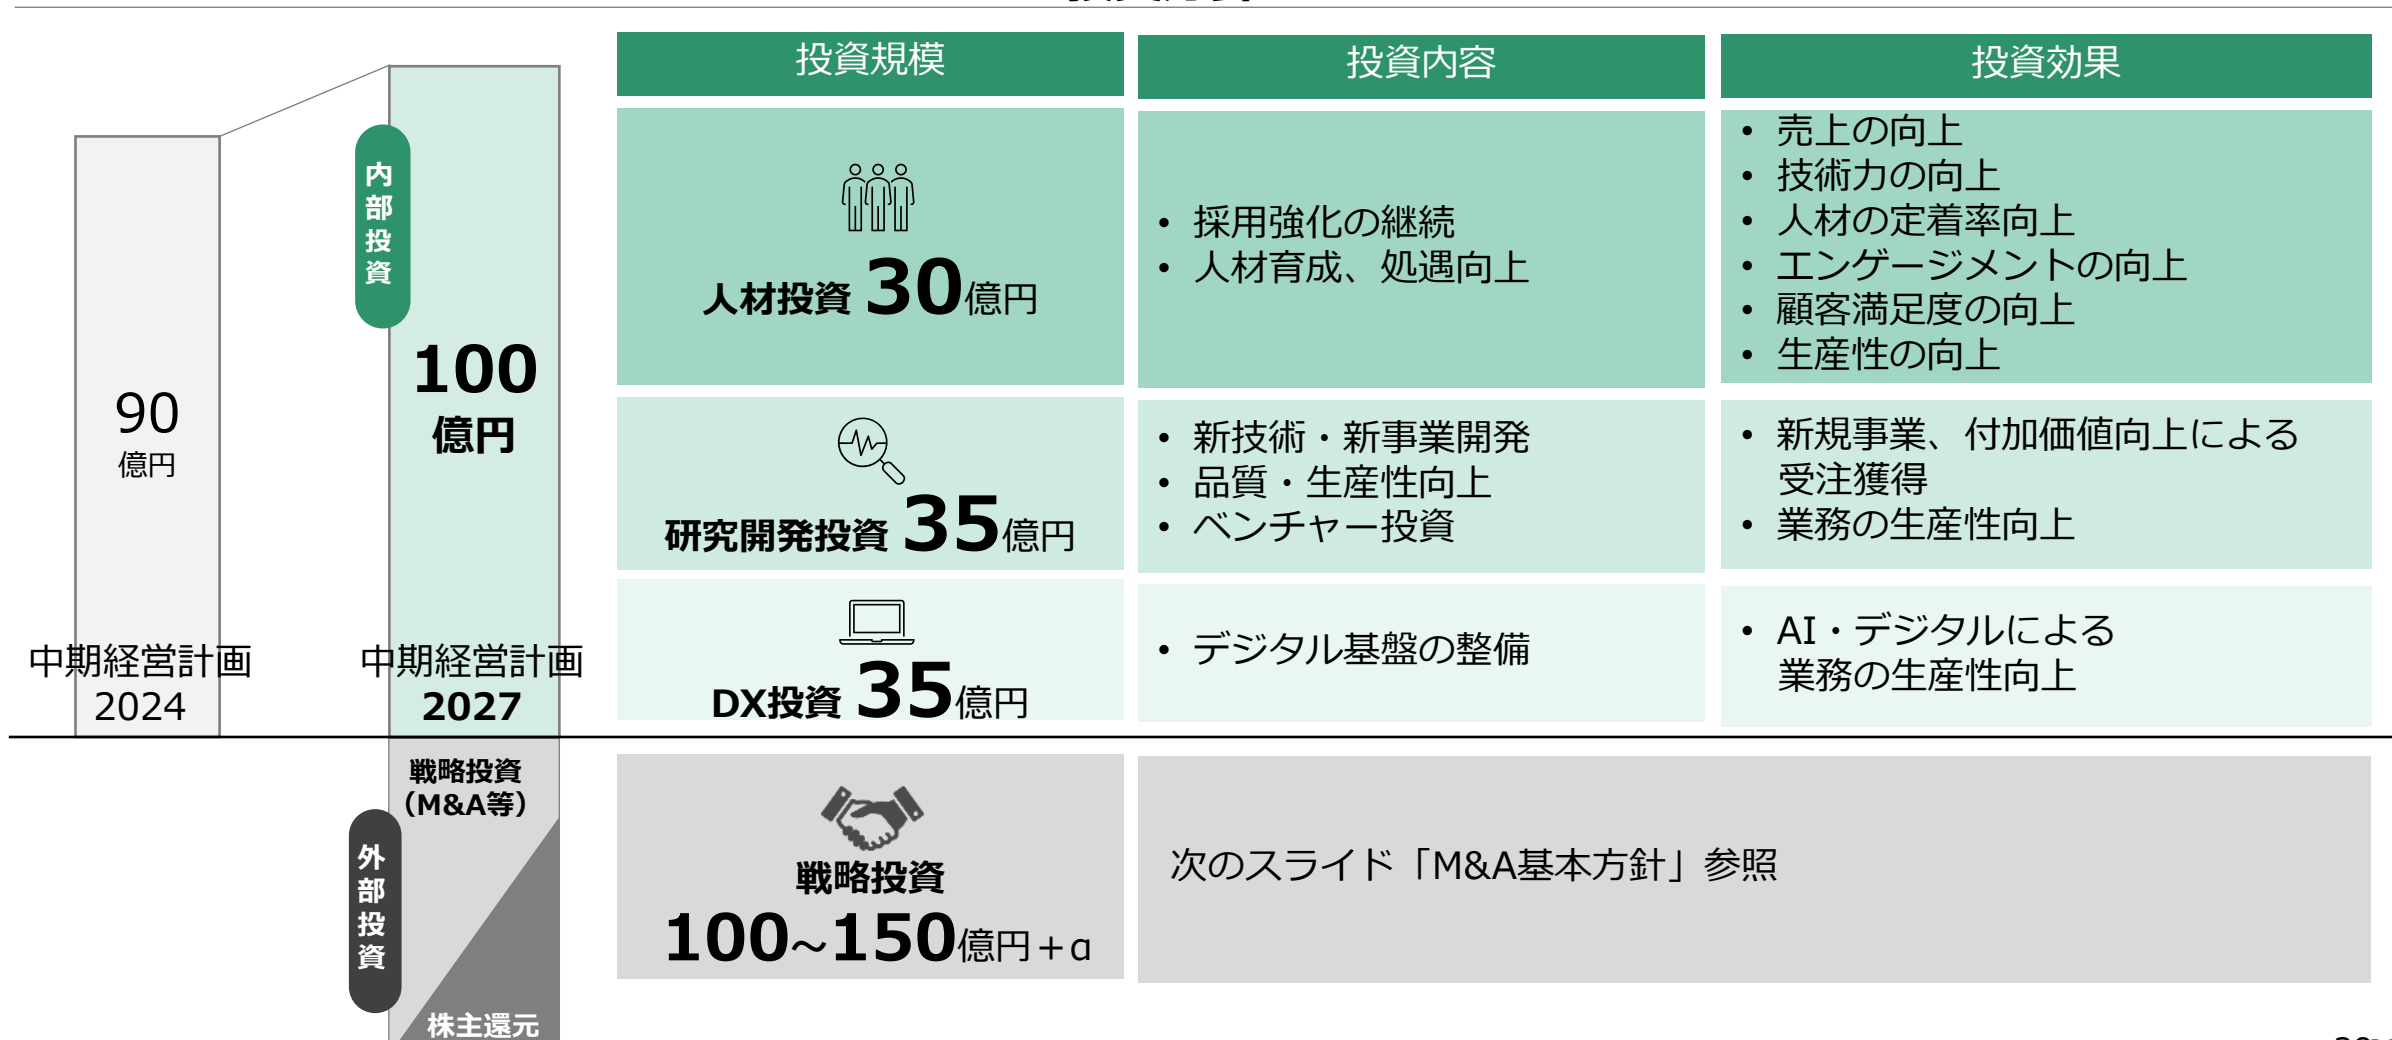 投資規模
投資内容
投資効果
内部投資
90
億円
中期経営計画
2024
100
億円
中期経営計画
2027
人材投資 30億円
• 採用強化の継続
• 人材育成、処遇向上
• 売上の向上
• 技術力の向上
• 人材の定着率向上
• エンゲージメントの向上
• 顧客満足度の向上
• 生産性の向上
研究開発投資 35億円
• 新技術・新事業開発
• 品質・生産性向上
• ベンチャー投資
• 新規事業、付加価値向上による
受注獲得
• 業務の生産性向上
DX投資 35億円
• デジタル基盤の整備
• AI・デジタルによる
業務の生産性向上
外部投資
戦略投資
（M&A等）
株主還元
戦略投資
100～150億円＋α
次のスライド「M&A基本方針」参照